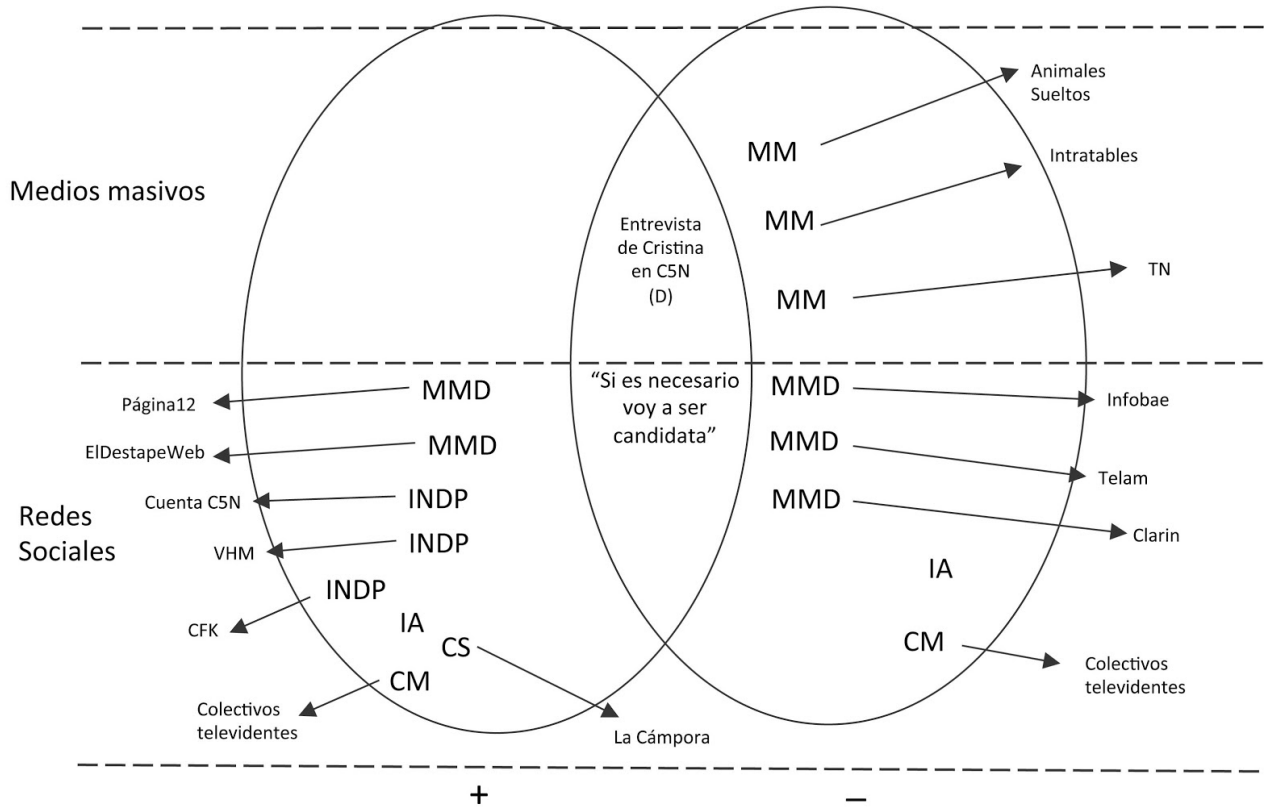 Animales
Sueltos
MM
Intratables
Medios masivos
MM
Entrevista
de Cristina
en C5N
(D)
TN
MM
“Si es necesario
voy a ser
candidata”
MMD
Página12
MMD
Infobae
MMD
ElDestapeWeb
MMD
Telam
Cuenta C5N
INDP
MMD
Clarin
Redes
Sociales
VHM
INDP
IA
INDP
CFK
IA
CS
CM
CM
Colectivos
televidentes
Colectivos
televidentes
La Cámpora
+
–